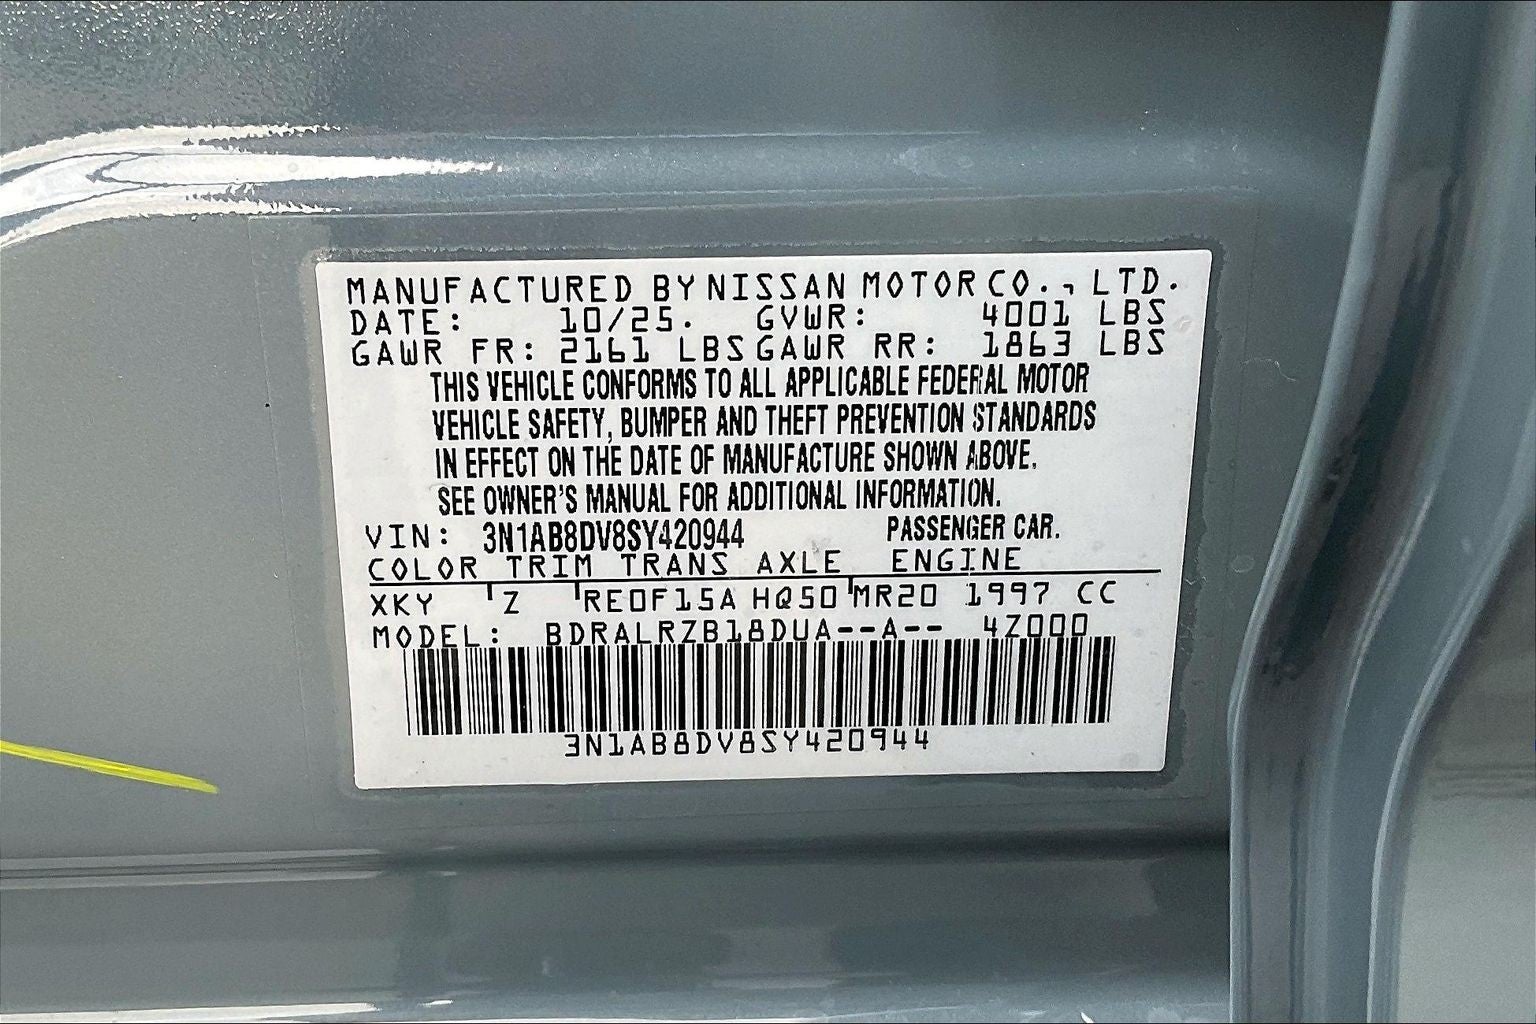 MANUFACTURED BY NISSAN MOTOR CO., LTD.
DATE: 10/25. GVWR: 4001 LBS
GAWR FR: 2161 LBS GAWR RR: 1863 LBS
THIS VEHICLE CONFORMS TO ALL APPLICABLE FEDERAL MOTOR
VEHICLE SAFETY, BUMPER AND THEFT PREVENTION STANDARDS
IN EFFECT ON THE DATE OF MANUFACTURE SHOWN ABOVE.
SEE OWNER'S MANUAL FOR ADDITIONAL INFORMATION.
VIN: 3N1AB8DV8SY420944 PASSENGER CAR.
COLOR TRIM TRANS AXLE ENGINE
XKY Z RE0F15A HQ50 MR20 1997 CC
MODEL: BDRALRZB18DUA--A-- 4Z000
3N1AB8DV8SY420944